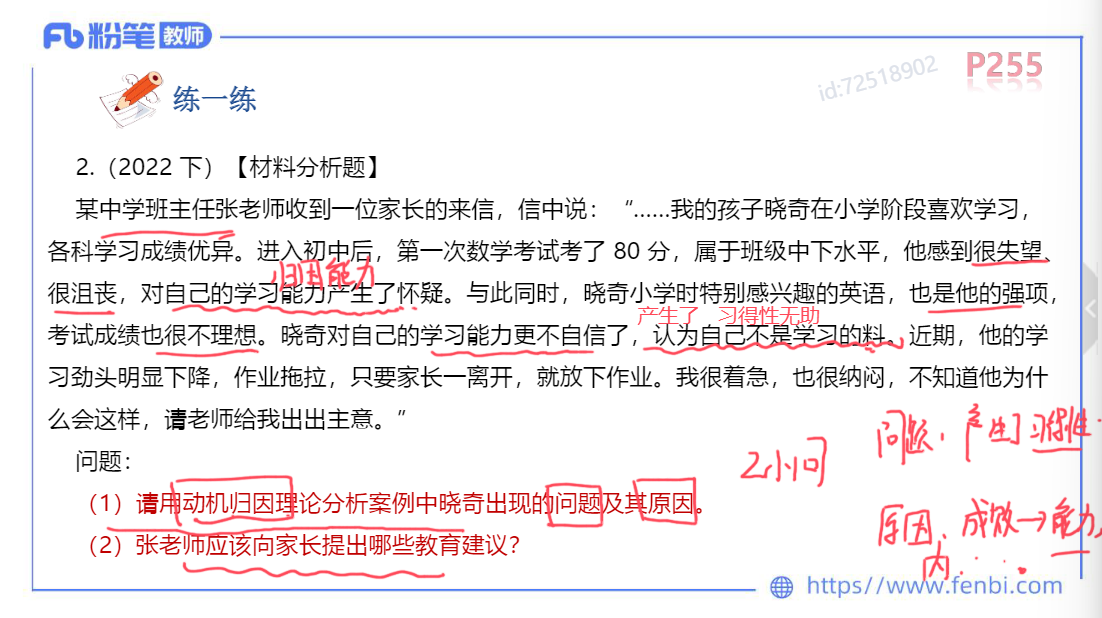 粉笔教师
id:72518902
P255
练一练
2.（2022 下）【材料分析题】
某中学班主任张老师收到一位家长的来信，信中说：“……我的孩子晓奇在小学阶段喜欢学习，
各科学习成绩优异。进入初中后，第一次数学考试考了 80 分，属于班级中下水平，他感到很失望、
归因能力
很沮丧，对自己的学习能力产生了怀疑。与此同时，晓奇小学时特别感兴趣的英语，也是他的强项，
产生了 习得性无助
考试成绩也很不理想。晓奇对自己的学习能力更不自信了，认为自己不是学习的料。近期，他的学
习劲头明显下降，作业拖拉，只要家长一离开，就放下作业。我很着急，也很纳闷，不知道他为什
么会这样，请老师给我出出主意。”
问题：产生了习得性
问题：
2小问
（1）请用动机归因理论分析案例中晓奇出现的问题及其原因。
原因、成败→能力
（2）张老师应该向家长提出哪些教育建议？
内
https//www.fenbi.com